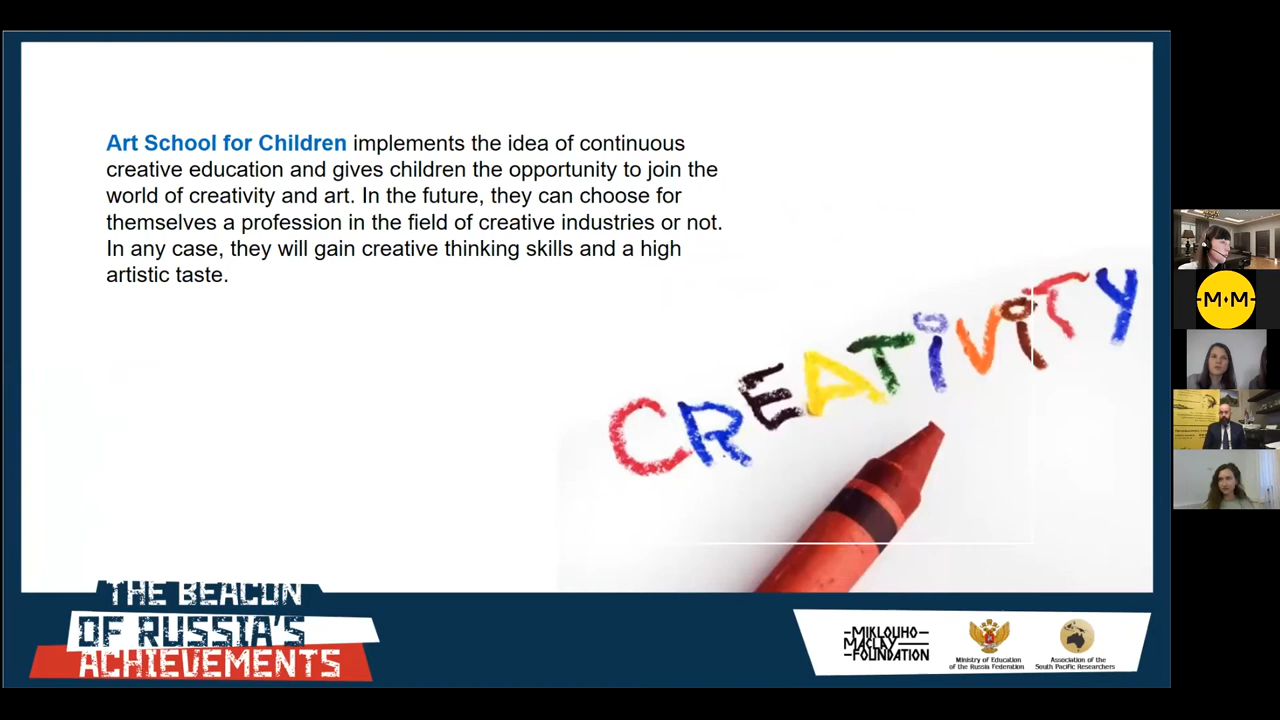 Art School for Children implements the idea of continuous
creative education and gives children the opportunity to join the
world of creativity and art. In the future, they can choose for
themselves a profession in the field of creative industries or not.
In any case, they will gain creative thinking skills and a high
artistic taste.
CREATiViTY
THE BEACON
OF RUSSIA'S
ACHIEVEMENTS
MIKLOUHO
MACLAY
FOUNDATION
Ministry of Education
of the Russia Federation
Association of the
South Pacific Researchers
M♦M